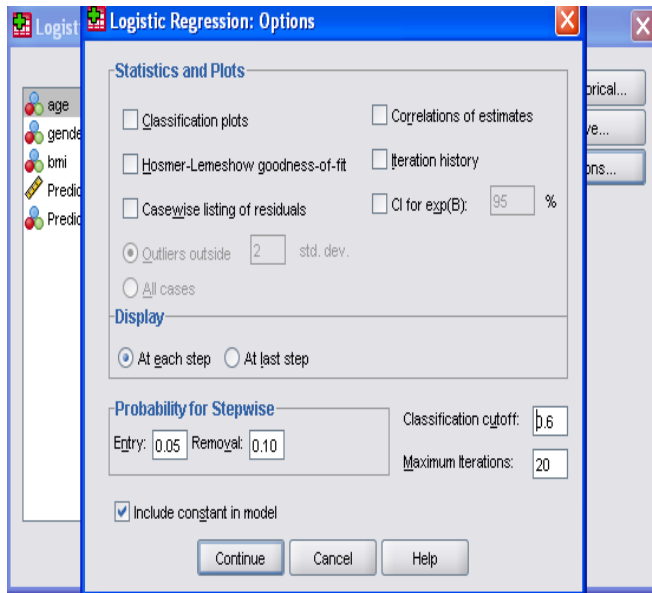 Logist
Logistic Regression: Options
age
gende
bmi
Predic
Predic
orical...
ve...
ons...
Statistics and Plots
Classification plots
Correlations of estimates
Hosmer-Lemeshow goodness-of-fit
Iteration history
Casewise listing of residuals
CI for exp(B): 95 %
Outliers outside 2 std. dev.
All cases
Display
At each step At last step
Probability for Stepwise
Entry: 0.05 Removal: 0.10
Classification cutoff: 0.6
Maximum Iterations: 20
Include constant in model
Continue Cancel Help